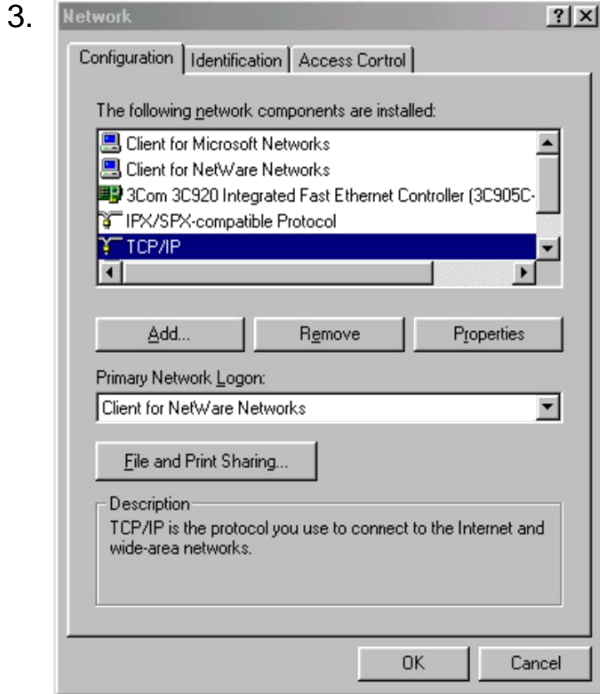 3.
Network
Configuration Identification Access Control
The following network components are installed:
Client for Microsoft Networks
Client for NetWare Networks
3Com 3C920 Integrated Fast Ethernet Controller (3C905C-
IPX/SPX-compatible Protocol
TCP/IP
Add... Remove Properties
Primary Network Logon:
Client for NetWare Networks
File and Print Sharing...
Description
TCP/IP is the protocol you use to connect to the Internet and
wide-area networks.
OK Cancel